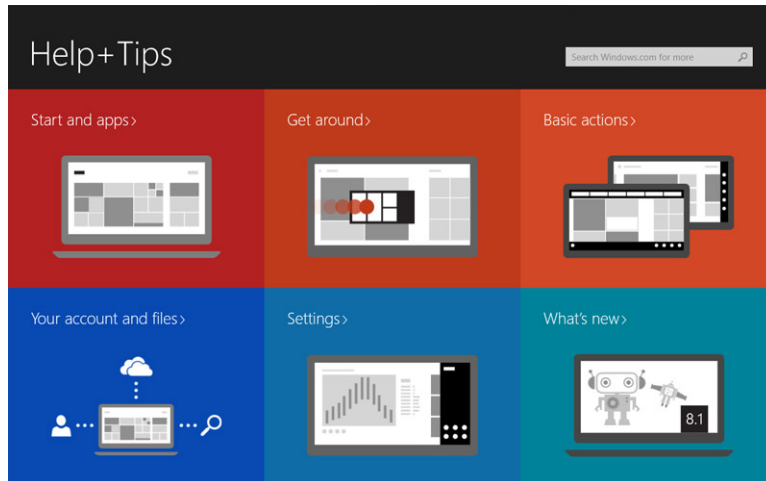 Help+Tips
Search Windows.com for more
Start and apps>
Get around>
Basic actions>
Your account and files>
Settings>
What's new>
8.1